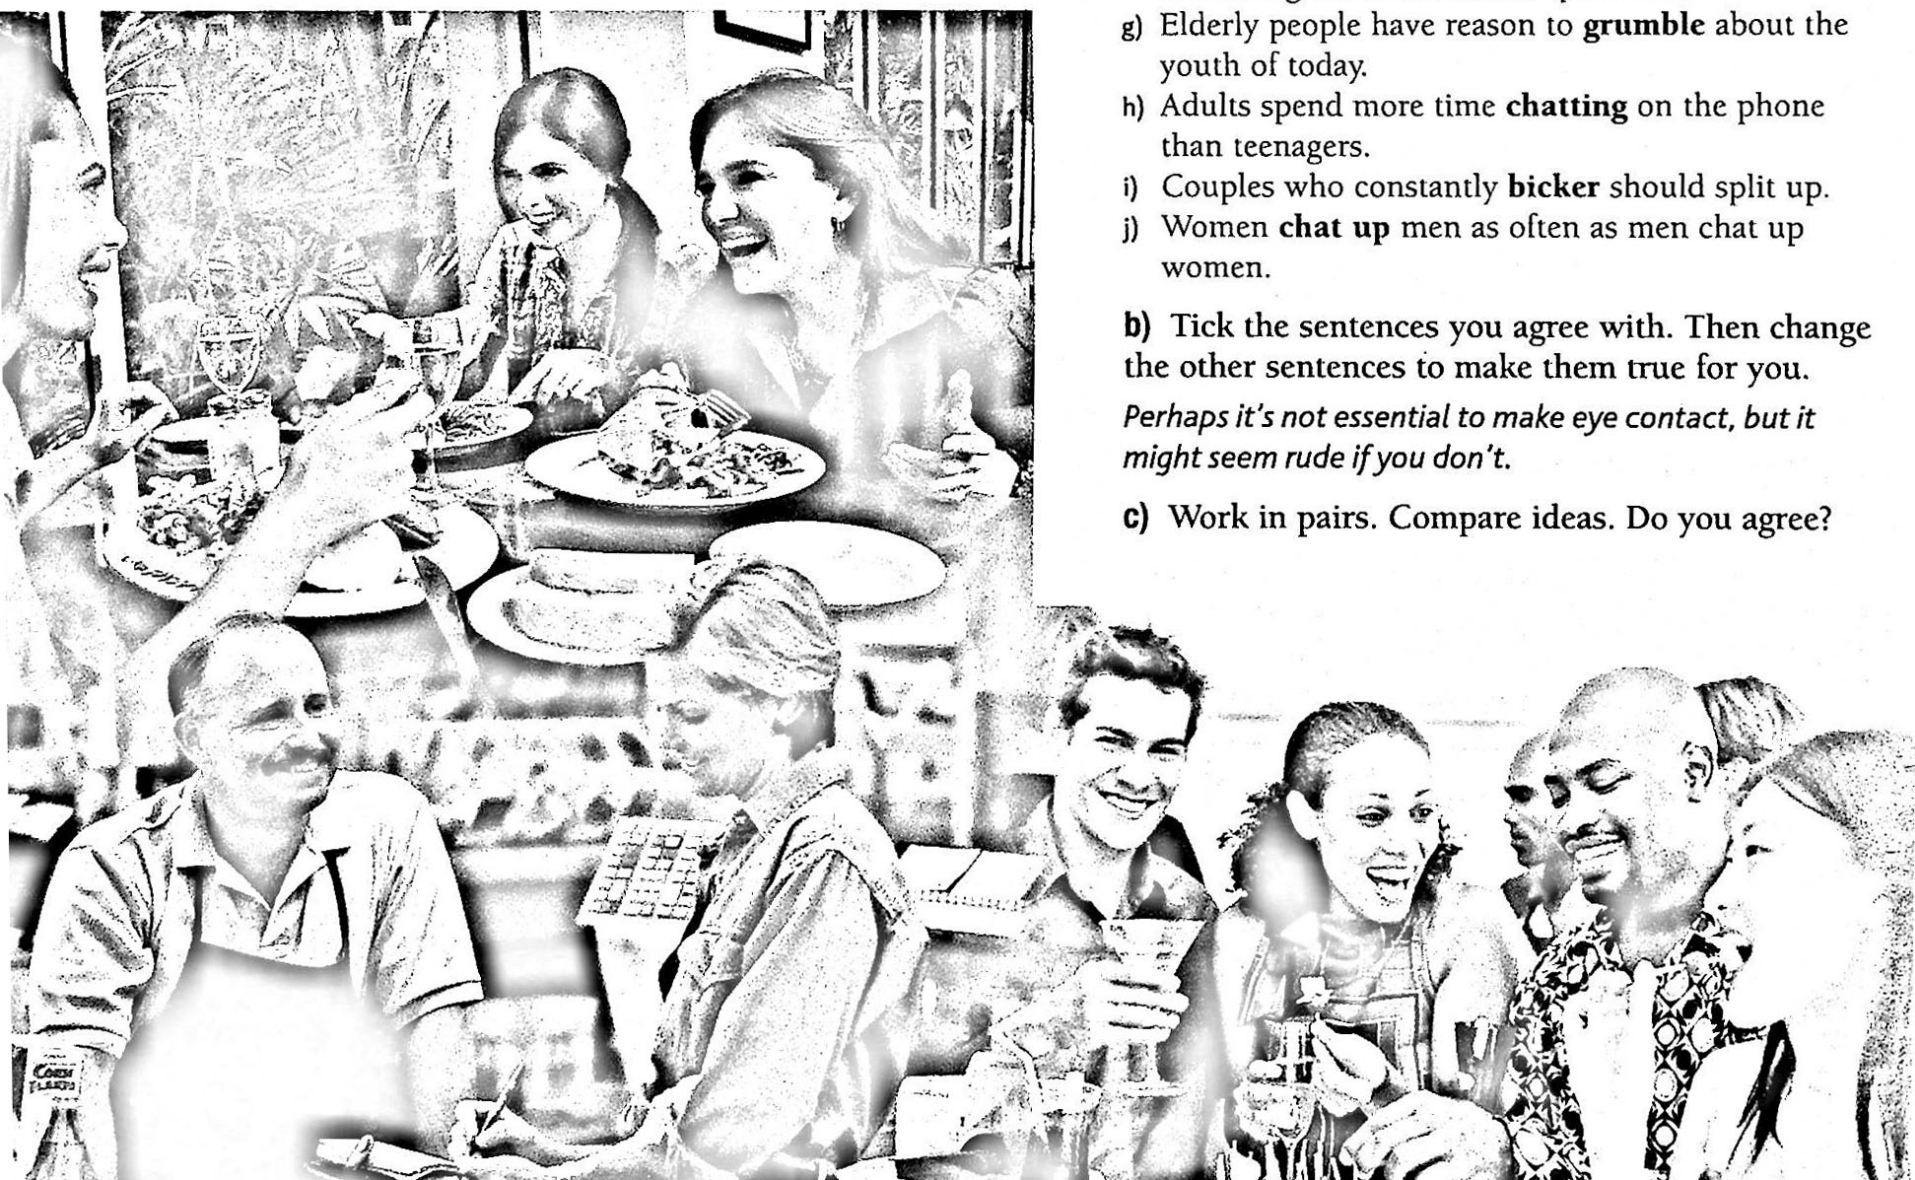 g) Elderly people have reason to grumble about the
youth of today.
h) Adults spend more time chatting on the phone
than teenagers.
i) Couples who constantly bicker should split up.
j) Women chat up men as often as men chat up
women.
b) Tick the sentences you agree with. Then change
the other sentences to make them true for you.
Perhaps it's not essential to make eye contact, but it
might seem rude if you don't.
c) Work in pairs. Compare ideas. Do you agree?